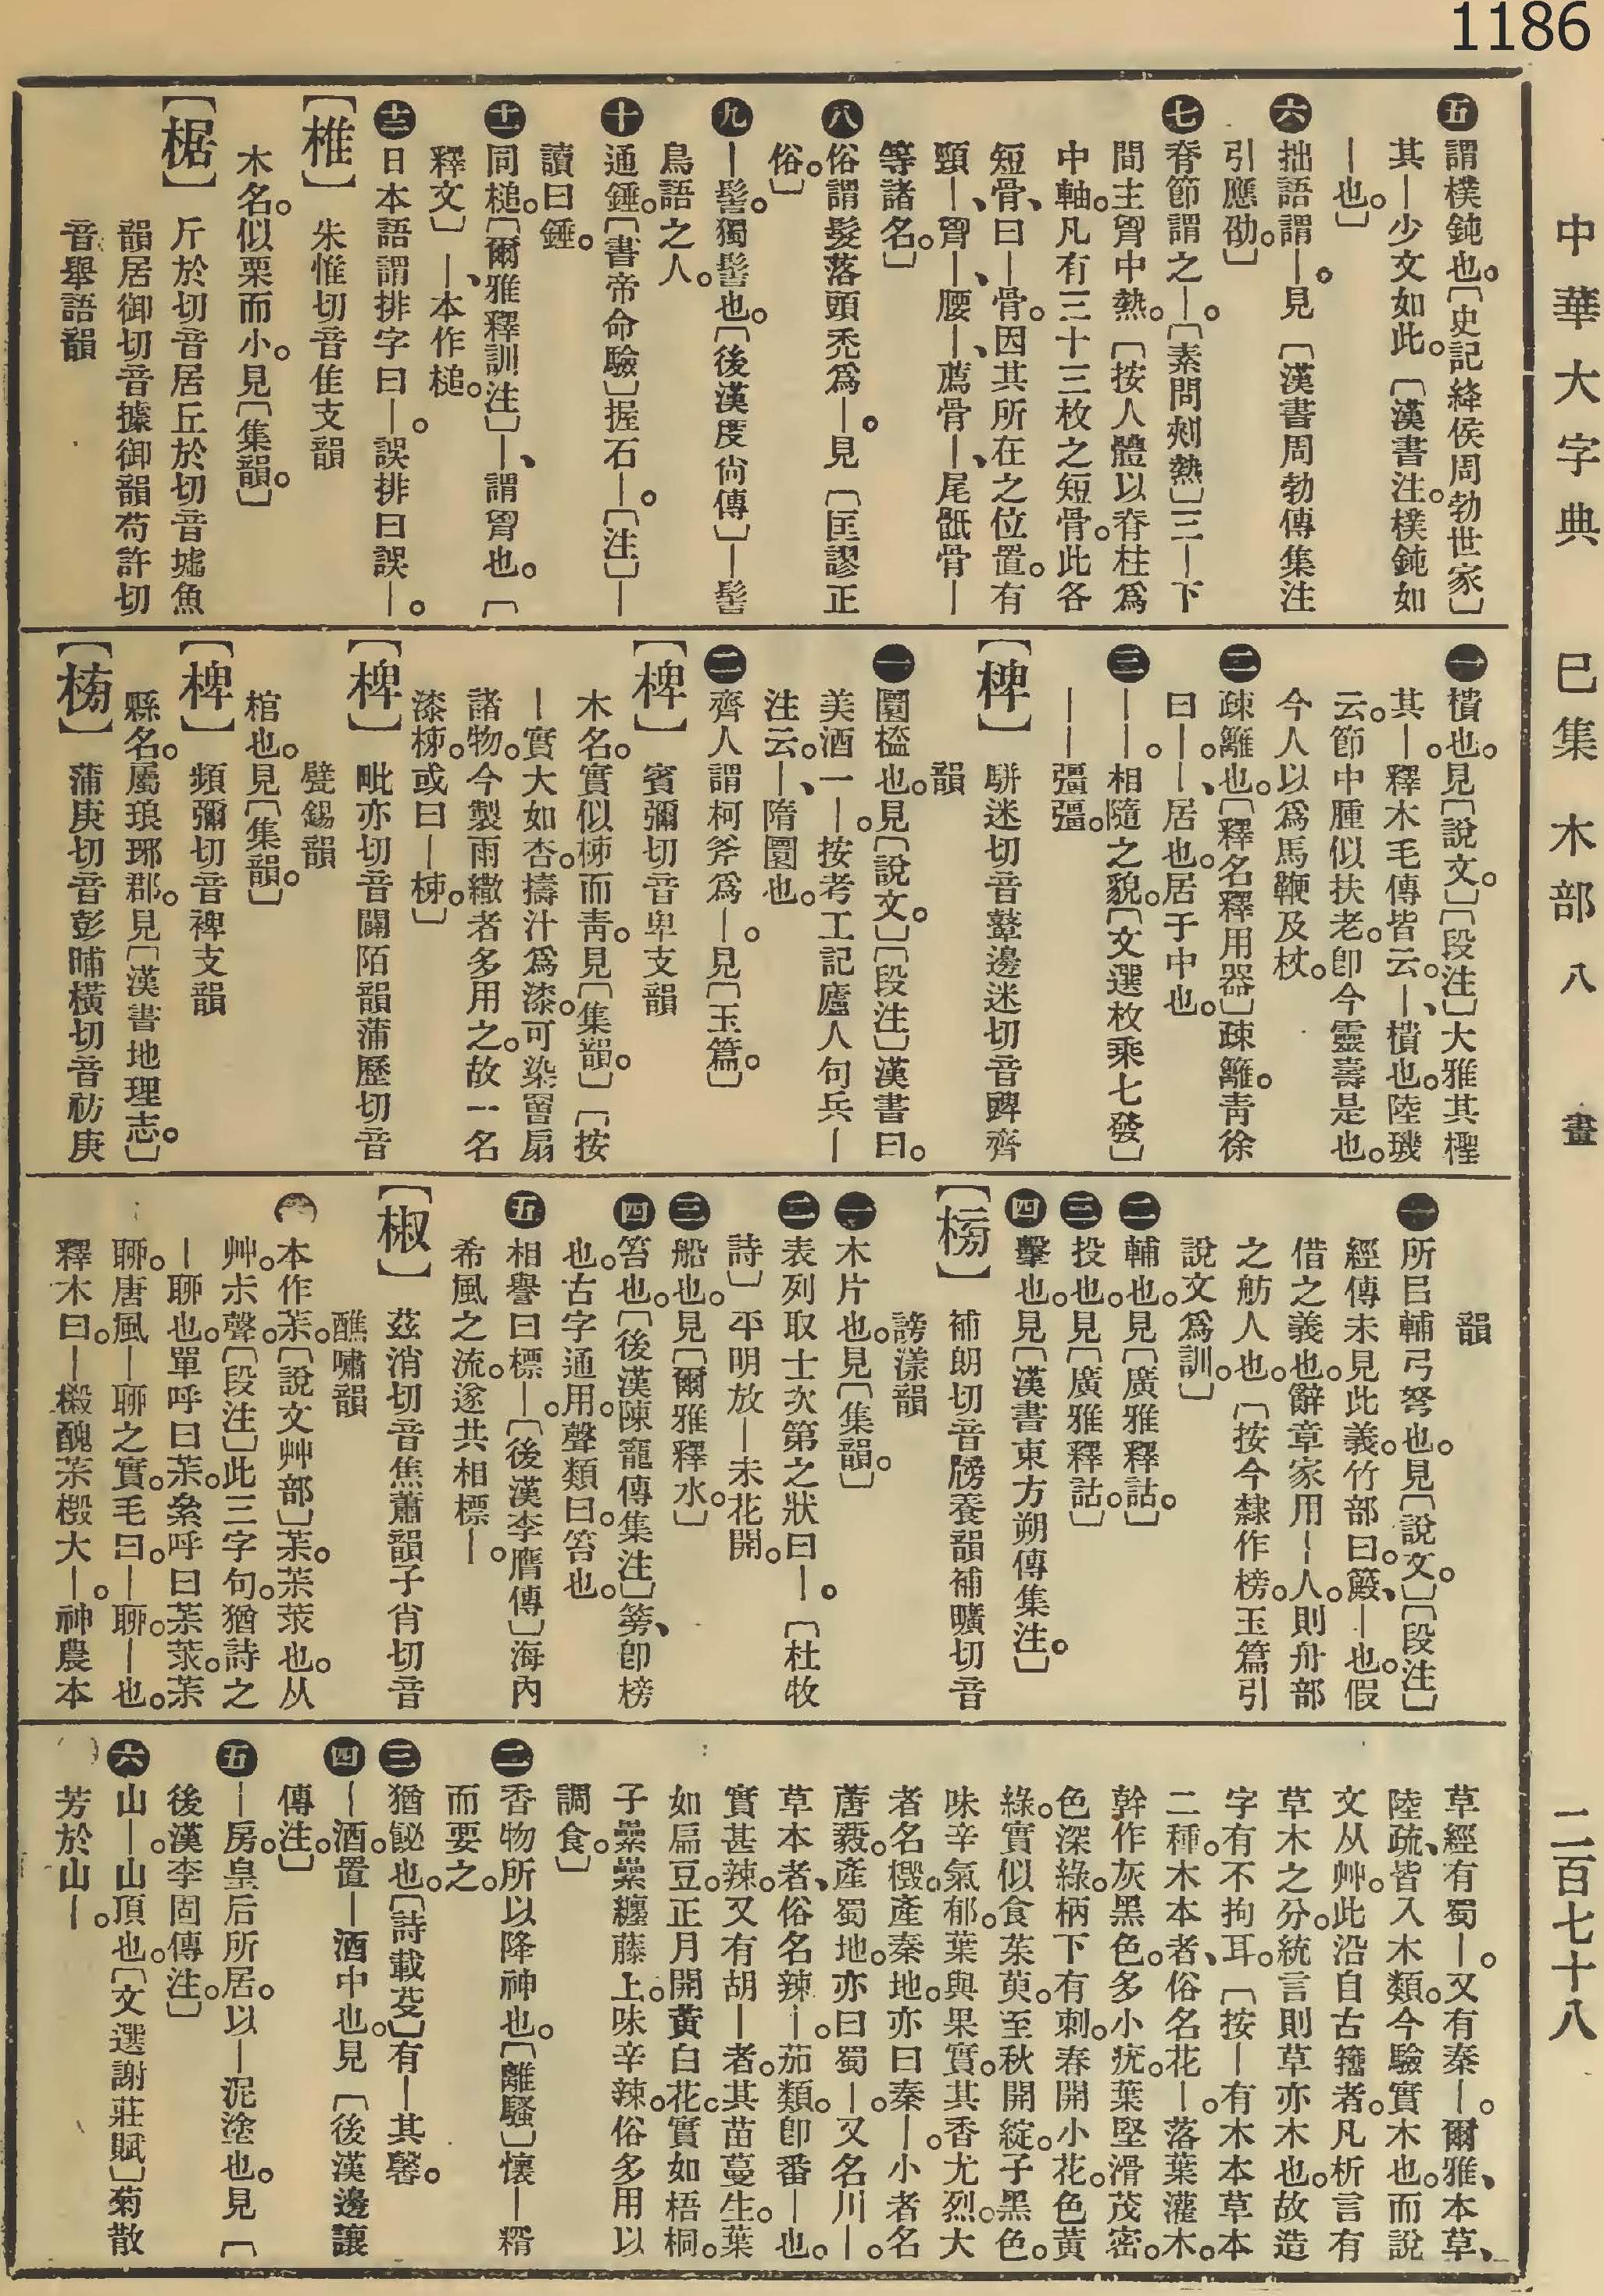 1186
中華大字典 巳集 木部 八畫 二百七十八
五 謂樸鈍也。〔史記絳侯周勃世家〕
其—少文如此。〔漢書注。樸鈍如
—也。〕
六 拙語謂—。見〔漢書周勃傳集注
引應劭。〕
七 脊節謂之—。〔素問刺熱〕三—下
間主胷中熱。〔按人體以脊柱爲
中軸。凡有三十三枚之短骨。此各
短骨、曰—骨。因其所在之位置。有
頸—、胷—、腰—、薦骨—、尾骶骨—
等諸名。〕
八 俗謂髮落頭禿爲—。見〔匡謬正
俗。〕
九 —髻。獨髻也。〔後漢度尙傳〕—髻
鳥語之人。
十 通錘。〔書帝命驗〕握石—。〔注〕—
讀曰錘。
十一 同槌。〔爾雅釋訓注〕—、謂胷也。〔
釋文〕—、本作槌。
十二 日本語謂排字曰—。誤排曰誤—。
〔椎〕 朱惟切音隹支韻
木名。似栗而小。見〔集韻。〕
〔椐〕 斤於切音居丘於切音墟魚
韻居御切音據御韻苟許切
音舉語韻
一 樻也。見〔說文。〕〔段注〕大雅其檉
其—。釋木毛傳皆云。—、樻也。陸璣
云。節中腫似扶老。卽今靈壽是也。
今人以爲馬鞭及杖。
二 疎籬也。〔釋名釋用器〕疎籬。靑徐
曰—。—、居也。居于中也。
三 ——。相隨之貌。〔文選枚乘七發〕
——彊彊。
〔椑〕 駢迷切音鼙邊迷切音豍齊
韻
一 圜榼也。見〔說文。〕〔段注〕漢書曰。
美酒一—。按考工記廬人句兵—
注云。—、隋圜也。
二 齊人謂柯斧爲—。見〔玉篇。〕
〔椑〕 賓彌切音卑支韻
木名。實似柹而靑。見〔集韻。〕〔按
—實大如杏。擣汁爲漆。可染罾扇
諸物。今製雨繖者多用之。故一名
漆柹。或曰—柹。〕
〔椑〕 毗亦切音闢陌韻蒲歷切音
甓錫韻
棺也。見〔集韻。〕
〔椑〕 頻彌切音裨支韻
縣名。屬琅邪郡。見〔漢書地理志。〕
〔榜〕 蒲庚切音彭晡橫切音祊庚
韻
一 所㠯輔弓弩也。見〔說文。〕〔段注〕
經傳未見此義。竹部曰。䉬、—也。假
借之義也。辭章家用—人。則舟部
之舫人也。〔按今隸作榜。玉篇引
說文爲訓。〕
二 輔也。見〔廣雅釋詁。〕
三 投也。見〔廣雅釋詁。〕
四 擊也。見〔漢書東方朔傳集注。〕
〔榜〕 補朗切音牓養韻補曠切音
謗漾韻
一 木片也。見〔集韻。〕
二 表列取士次第之狀曰—。〔杜牧
詩〕平明放—未花開。
三 船也。見〔爾雅釋水。〕
四 笞也。〔後漢陳寵傳集注〕篣、卽榜
也。古字通用。聲類曰。笞也。
五 相譽曰標—。〔後漢李膺傳〕海內
希風之流。遂共相標—。
〔椒〕 茲消切音焦蕭韻子肖切音
醮嘯韻
本作茮。〔說文艸部〕茮。茮莍也。从
艸尗聲。〔段注〕此三字句。猶詩之
—聊也。單呼曰茮。絫呼曰茮莍。茮
聊。唐風—聊之實。毛曰。—聊。—也。
釋木曰。—榝醜莍椴大—。神農本
草經有蜀—。又有秦—。爾雅、本草、
陸疏、皆入木類。今驗實木也。而說
文从艸。此沿自古籀者。凡析言有
草木之分。統言則草亦木也。故造
字有不拘耳。〔按—有木本草本
二種。木本者、俗名花—。落葉灌木。
幹作灰黑色。多小疣。葉堅滑茂密。
色深綠。柄下有刺。春開小花。色黃
綠。實似食茱萸。至秋開綻。子黑色。
味辛氣郁。葉與果實。其香尤烈。大
者名椴。產秦地。亦曰秦—。小者名
蓎藙。產蜀地。亦曰蜀—。又名川—。
草本者、俗名辣—。茄類。卽番—也。
實甚辣。又有胡—者。其苗蔓生。葉
如扁豆。正月開黃白花。實如梧桐。
子纍纍纏藤上。味辛辣。俗多用以
調食。〕
二 香物。所以降神也。〔離騷〕懷—糈
而要之。
三 猶飶也。〔詩載芟〕有—其馨。
四 —酒。置—酒中也。見〔後漢邊讓
傳注。〕
五 —房。皇后所居。以—泥塗也。見〔
後漢李固傳注。〕
六 山—。山頂也。〔文選謝莊賦〕菊散
芳於山—。